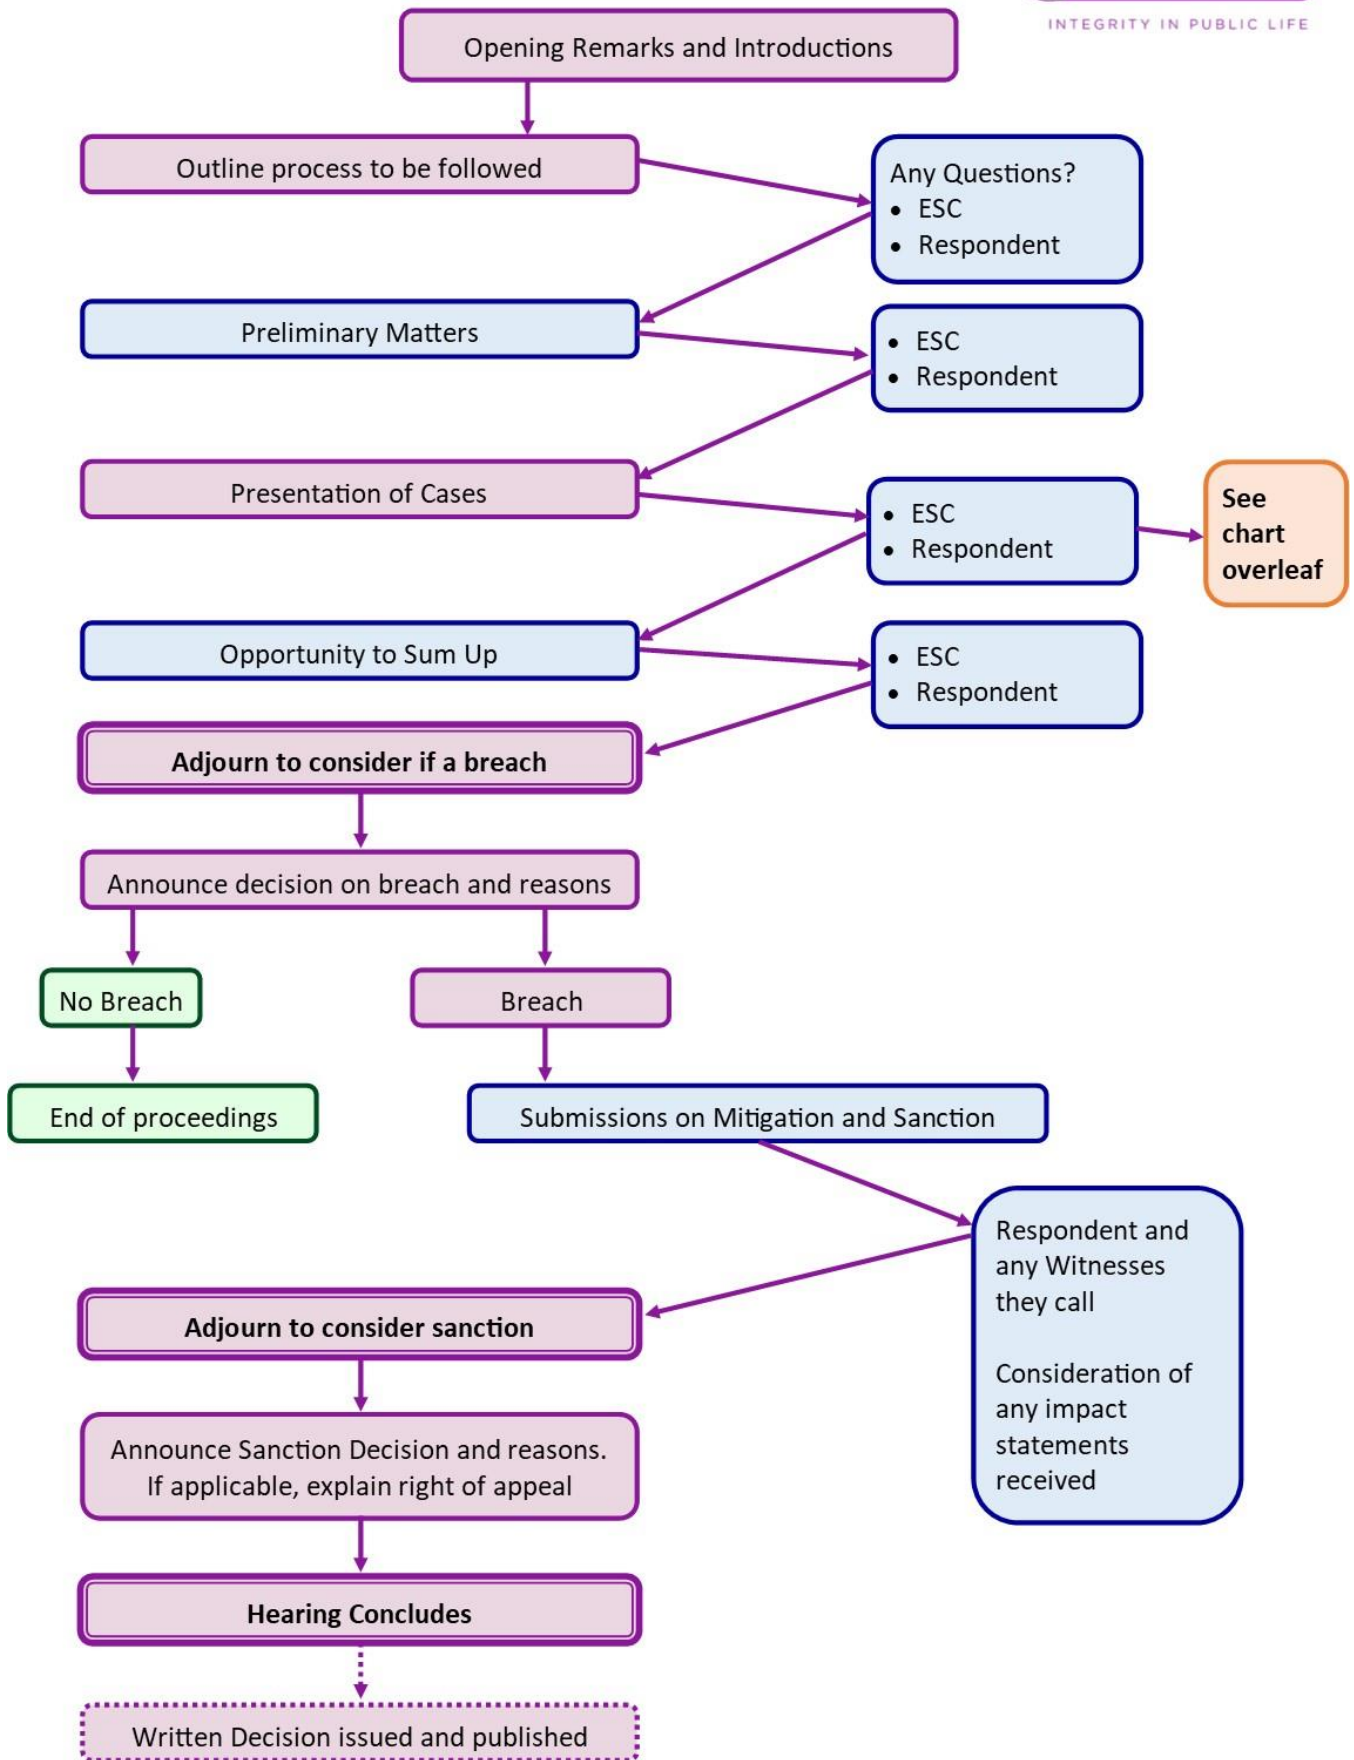 INTEGRITY IN PUBLIC LIFE
Opening Remarks and Introductions
Outline process to be followed
Any Questions?
• ESC
• Respondent
Preliminary Matters
• ESC
• Respondent
Presentation of Cases
• ESC
• Respondent
See
chart
overleaf
Opportunity to Sum Up
• ESC
• Respondent
Adjourn to consider if a breach
Announce decision on breach and reasons
No Breach
Breach
End of proceedings
Submissions on Mitigation and Sanction
Respondent and
any Witnesses
they call
Consideration of
any impact
statements
received
Adjourn to consider sanction
Announce Sanction Decision and reasons.
If applicable, explain right of appeal
Hearing Concludes
Written Decision issued and published